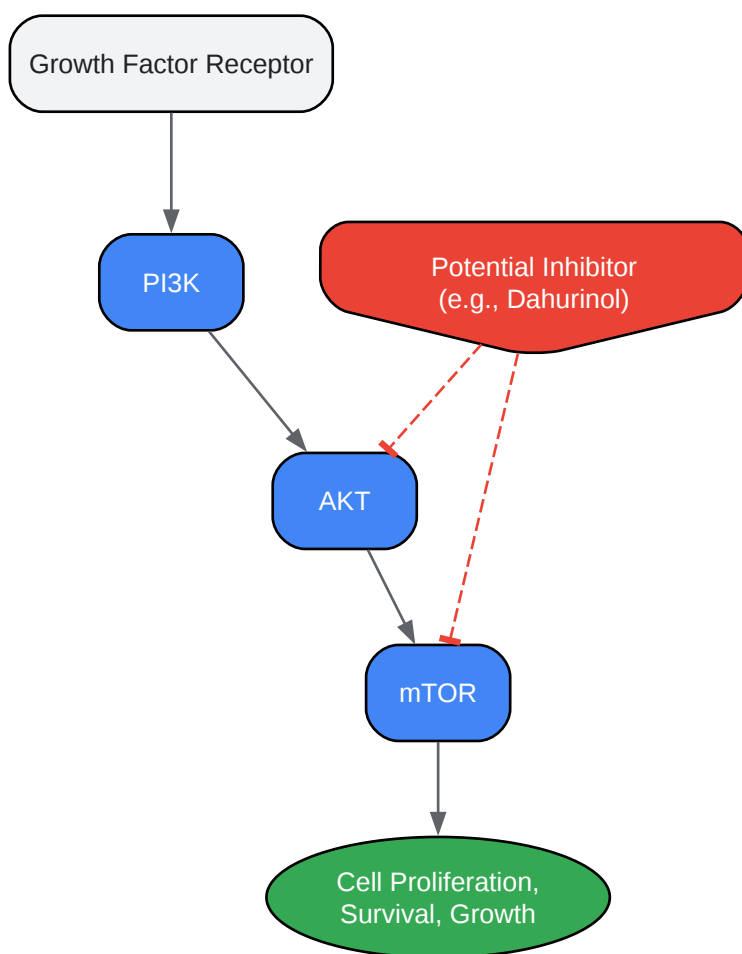 Growth Factor Receptor
PI3K
Potential Inhibitor
(e.g., Dahurinol)
AKT
mTOR
Cell Proliferation,
Survival, Growth